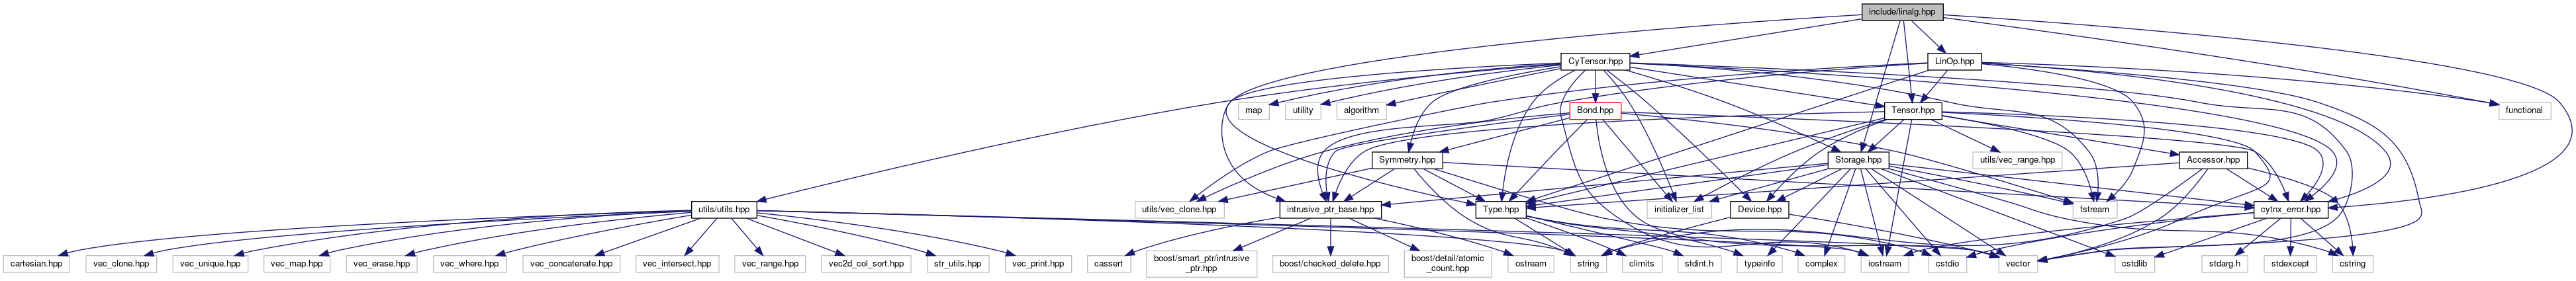 include/linalg.hpp
CyTensor.hpp
LinOp.hpp
map
utility
algorithm
Bond.hpp
Tensor.hpp
functional
Symmetry.hpp
Storage.hpp
utils/vec_range.hpp
Accessor.hpp
utils/utils.hpp
utils/vec_clone.hpp
intrusive_ptr_base.hpp
Type.hpp
initializer_list
Device.hpp
fstream
cytnx_error.hpp
cartesian.hpp
vec_clone.hpp
vec_unique.hpp
vec_map.hpp
vec_erase.hpp
vec_where.hpp
vec_concatenate.hpp
vec_intersect.hpp
vec_range.hpp
vec2d_col_sort.hpp
str_utils.hpp
vec_print.hpp
cassert
boost/smart_ptr/intrusive
_ptr.hpp
boost/checked_delete.hpp
boost/detail/atomic
_count.hpp
ostream
string
climits
stdint.h
typeinfo
complex
iostream
cstdio
vector
cstdlib
stdarg.h
stdexcept
cstring